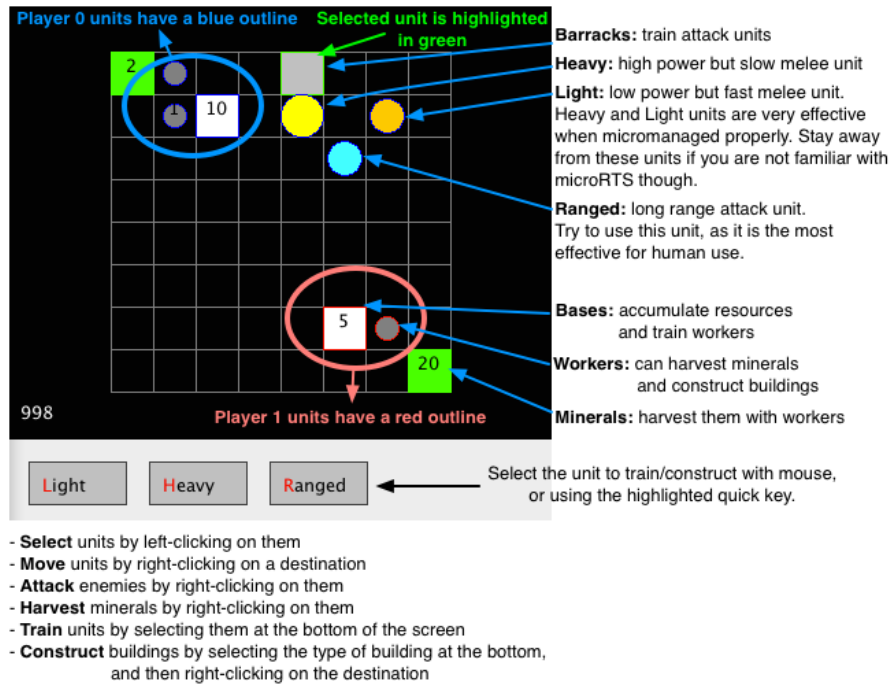 Player 0 units have a blue outline
Selected unit is highlighted
in green
2
1
10
5
20
998
Player 1 units have a red outline
Barracks: train attack units
Heavy: high power but slow melee unit
Light: low power but fast melee unit.
Heavy and Light units are very effective
when micromanaged properly. Stay away
from these units if you are not familiar with
microRTS though.
Ranged: long range attack unit.
Try to use this unit, as it is the most
effective for human use.
Bases: accumulate resources
and train workers
Workers: can harvest minerals
and construct buildings
Minerals: harvest them with workers
Light
Heavy
Ranged
Select the unit to train/construct with mouse,
or using the highlighted quick key.
- Select units by left-clicking on them
- Move units by right-clicking on a destination
- Attack enemies by right-clicking on them
- Harvest minerals by right-clicking on them
- Train units by selecting them at the bottom of the screen
- Construct buildings by selecting the type of building at the bottom,
and then right-clicking on the destination